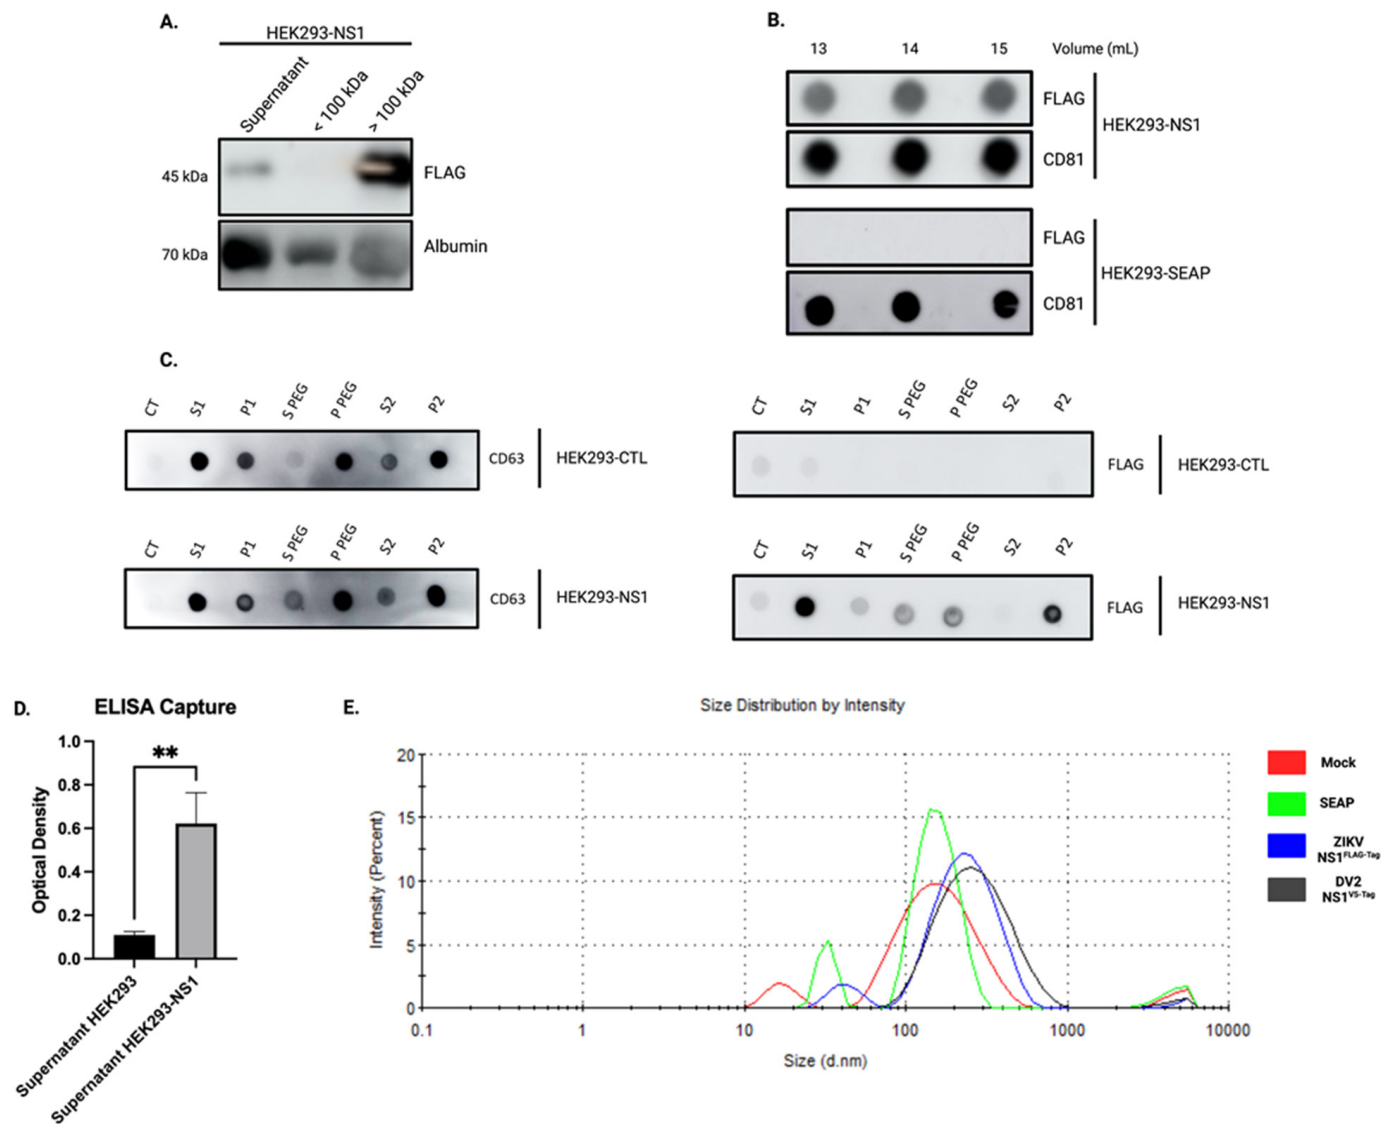 A.
HEK293-NS1
Supernatant
< 100 kDa
> 100 kDa
45 kDa
FLAG
70 kDa
Albumin
B.
13 14 15 Volume (mL)
FLAG
HEK293-NS1
CD81
FLAG
HEK293-SEAP
CD81
C.
CT S1 P1 S PEG P PEG S2 P2
CD63 HEK293-CTL
CT S1 P1 S PEG P PEG S2 P2
FLAG HEK293-CTL
CT S1 P1 S PEG P PEG S2 P2
CD63 HEK293-NS1
CT S1 P1 S PEG P PEG S2 P2
FLAG HEK293-NS1
D.
ELISA Capture
**
Optical Density
1.0
0.8
0.6
0.4
0.2
0.0
Supernatant HEK293
Supernatant HEK293-NS1
E.
Size Distribution by Intensity
Intensity (Percent)
20
15
10
5
0
0.1 1 10 100 1000 10000
Size (d.nm)
Mock
SEAP
ZIKV
NS1FLAG-Tag
DV2
NS1V5-Tag